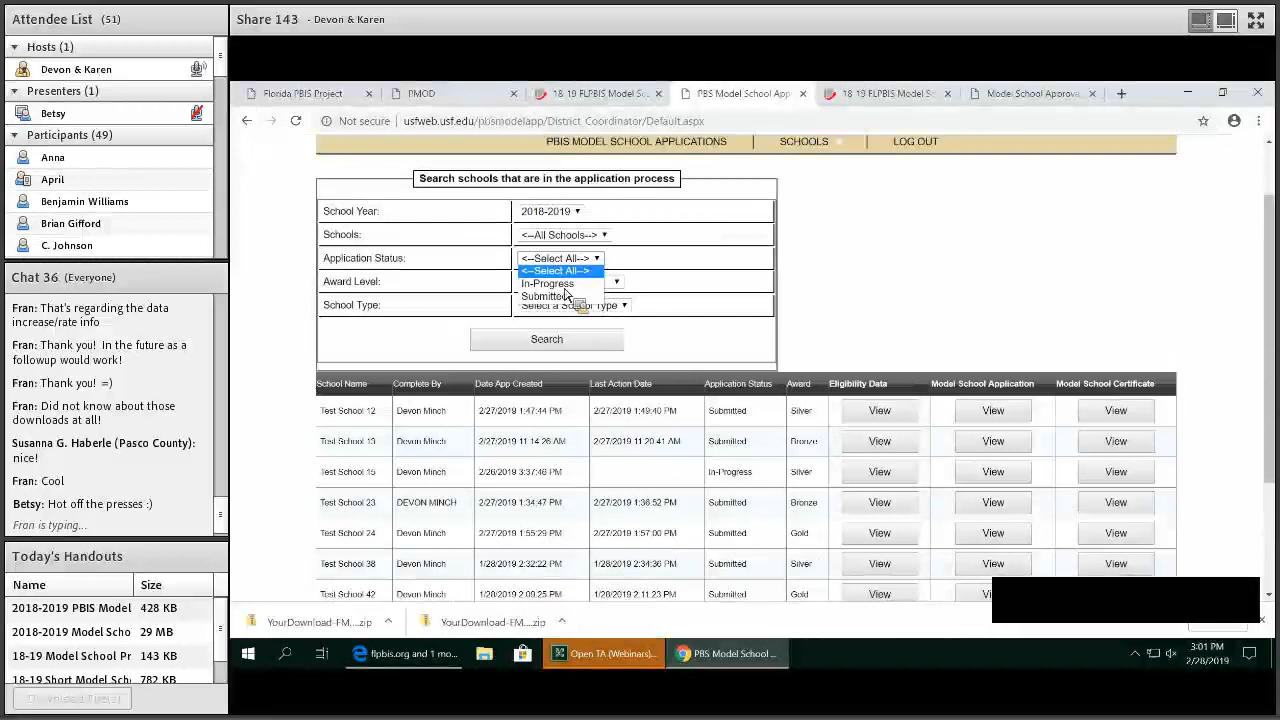 Attendee List (51)
Hosts (1)
Devon & Karen
Presenters (1)
Betsy
Participants (49)
Anna
April
Benjamin Williams
Brian Gifford
C. Johnson
Chat 36 (Everyone)
Fran: That's regarding the data
increase/rate info
Fran: Thank you! In the future as a
followup would work!
Fran: Thank you! =)
Fran: Did not know about those
downloads at all!
Susanna G. Haberle (Pasco County):
nice!
Fran: Cool
Betsy: Hot off the presses :)
Fran is typing...
Today's Handouts
Name Size
2018-2019 PBIS Model 428 KB
2018-2019 Model Scho 29 MB
18-19 Model School Pr 143 KB
18-19 Short Model Sch 782 KB
Download File(s)
Share 143 - Devon & Karen
Florida PBIS Project PMOD 18-19 FLPBIS Model Sc... PBS Model School App 18-19 FLPBIS Model S... Model School Approva
Not secure usfweb.usf.edu/pbsmodelapp/District_Coordinator/Default.aspx
PBIS MODEL SCHOOL APPLICATIONS SCHOOLS LOG OUT
Search schools that are in the application process
School Year: 2018-2019
Schools: <--All Schools-->
Application Status: <--Select All-->
<--Select All-->
In-Progress
Submitted
Award Level:
School Type: Select a School Type
Search
School Name Complete By Date App Created Last Action Date Application Status Award Eligibility Data Model School Application Model School Certificate
Test School 12 Devon Minch 2/27/2019 1:47:44 PM 2/27/2019 1:49:40 PM Submitted Silver View View View
Test School 13 Devon Minch 2/27/2019 11:14:26 AM 2/27/2019 11:20:41 AM Submitted Bronze View View View
Test School 15 Devon Minch 2/26/2019 3:37:46 PM In-Progress Silver View View View
Test School 23 DEVON MINCH 2/27/2019 1:34:47 PM 2/27/2019 1:36:52 PM Submitted Bronze View View View
Test School 24 Devon Minch 2/27/2019 1:55:29 PM 2/27/2019 1:57:00 PM Submitted Gold View View View
Test School 38 Devon Minch 1/28/2019 2:32:22 PM 1/28/2019 2:34:36 PM Submitted Silver View View View
Test School 42 Devon Minch 1/28/2019 2:09:25 PM 1/28/2019 2:11:23 PM Submitted Gold View
YourDownload-FM....zip YourDownload-FM....zip
flpbis.org and 1 mo... Open TA (Webinars)... PBS Model School ...
3:01 PM
2/28/2019